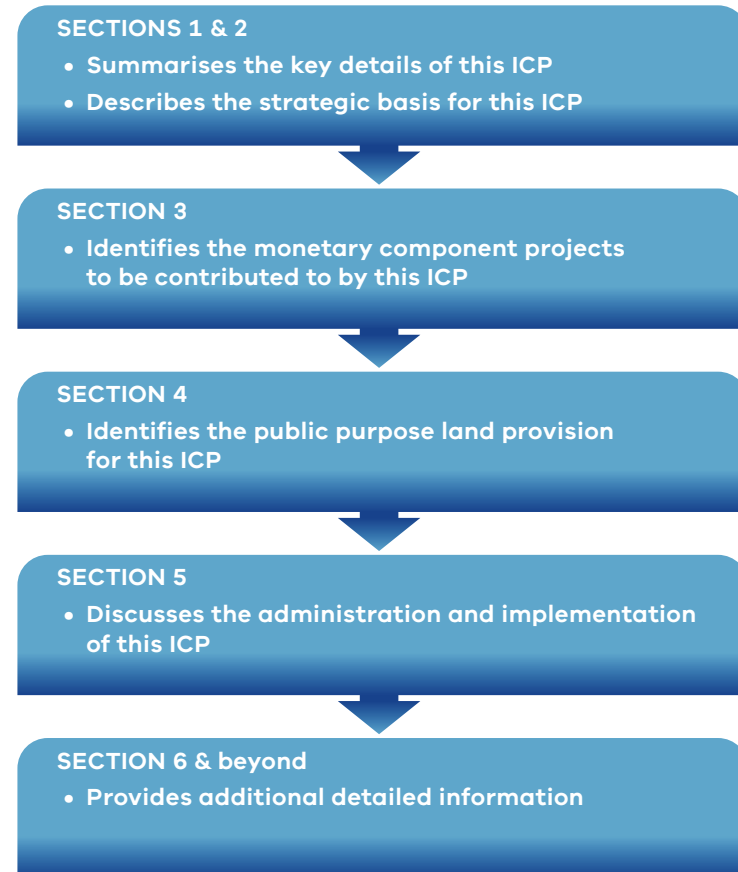 SECTIONS 1 & 2
• Summarises the key details of this ICP
• Describes the strategic basis for this ICP
SECTION 3
• Identifies the monetary component projects
to be contributed to by this ICP
SECTION 4
• Identifies the public purpose land provision
for this ICP
SECTION 5
• Discusses the administration and implementation
of this ICP
SECTION 6 & beyond
• Provides additional detailed information